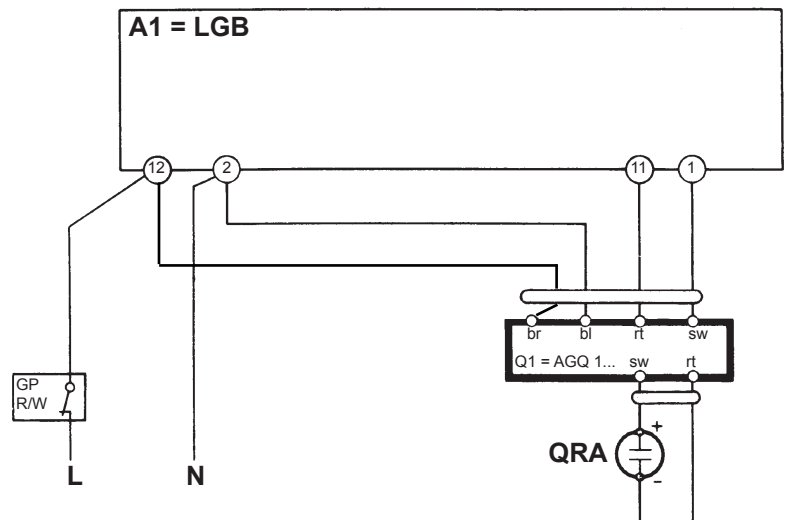 A1 = LGB
12 2 11 1
br bl rt sw
Q1 = AGQ 1... sw rt
GP
R/W
QRA
+
-
L N